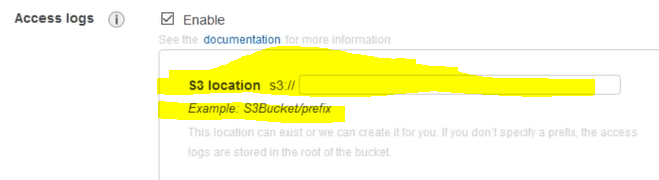 Access logs i Enable
See the documentation for more information.
S3 location s3://
Example: S3Bucket/prefix
This location can exist or we can create it for you. If you don't specify a prefix, the access
logs are stored in the root of the bucket.